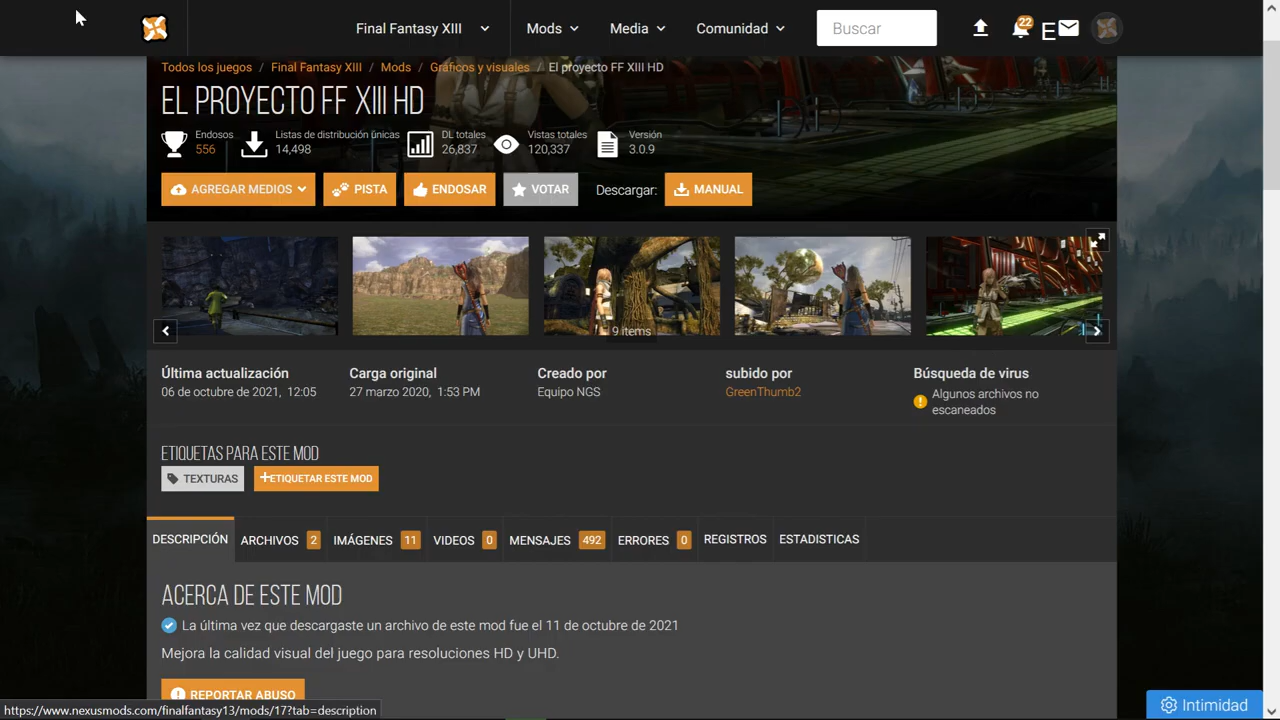 Final Fantasy XIII
Mods
Media
Comunidad
Buscar
22
E
Todos los juegos / Final Fantasy XIII / Mods / Gráficos y visuales / El proyecto FF XIII HD
EL PROYECTO FF XIII HD
Endosos
556
Listas de distribución únicas
14,498
DL totales
26,837
Vistas totales
120,337
Versión
3.0.9
AGREGAR MEDIOS
PISTA
ENDOSAR
VOTAR
Descargar:
MANUAL
9 items
Última actualización
06 de octubre de 2021, 12:05
Carga original
27 marzo 2020, 1:53 PM
Creado por
Equipo NGS
subido por
GreenThumb2
Búsqueda de virus
Algunos archivos no
escaneados
ETIQUETAS PARA ESTE MOD
TEXTURAS
+ETIQUETAR ESTE MOD
DESCRIPCIÓN
ARCHIVOS 2
IMÁGENES 11
VIDEOS 0
MENSAJES 492
ERRORES 0
REGISTROS
ESTADISTICAS
ACERCA DE ESTE MOD
La última vez que descargaste un archivo de este mod fue el 11 de octubre de 2021
Mejora la calidad visual del juego para resoluciones HD y UHD.
REPORTAR ABUSO
https://www.nexusmods.com/finalfantasy13/mods/17?tab=description
Intimidad